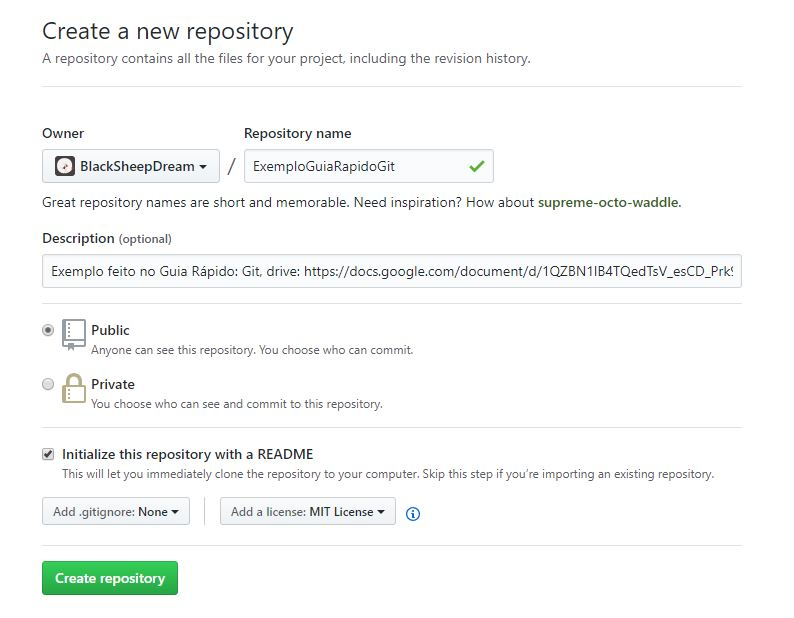 Create a new repository
A repository contains all the files for your project, including the revision history.
Owner
Repository name
BlackSheepDream / ExemploGuiaRapidoGit
Great repository names are short and memorable. Need inspiration? How about supreme-octo-waddle.
Description (optional)
Exemplo feito no Guia Rápido: Git, drive: https://docs.google.com/document/d/1QZBN1IB4TQedTsV_esCD_Prk9
Public
Anyone can see this repository. You choose who can commit.
Private
You choose who can see and commit to this repository.
Initialize this repository with a README
This will let you immediately clone the repository to your computer. Skip this step if you’re importing an existing repository.
Add .gitignore: None Add a license: MIT License
Create repository